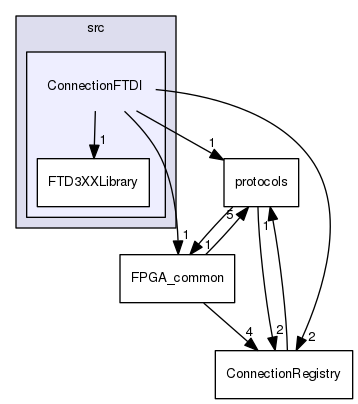 src
ConnectionFTDI
1
1
FTD3XXLibrary
protocols
5
1
1
1
FPGA_common
4
2
2
ConnectionRegistry